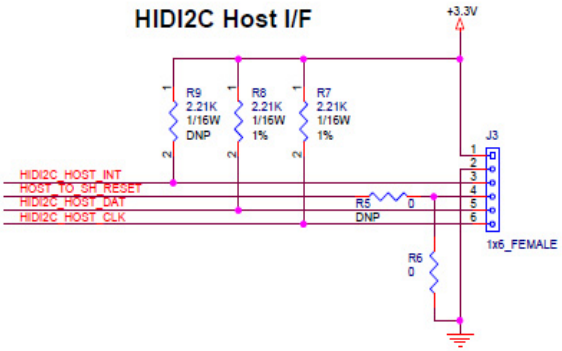 HIDI2C Host I/F
+3.3V
1
1
1
R9
2.21K
1/16W
DNP
R8
2.21K
1/16W
1%
R7
2.21K
1/16W
1%
2
2
2
J3
1
2
3
4
5
6
1x6_FEMALE
HIDI2C_HOST_INT
HOST_TO_SH_RESET
HIDI2C_HOST_DAT
HIDI2C_HOST_CLK
R5
0
DNP
R6
0